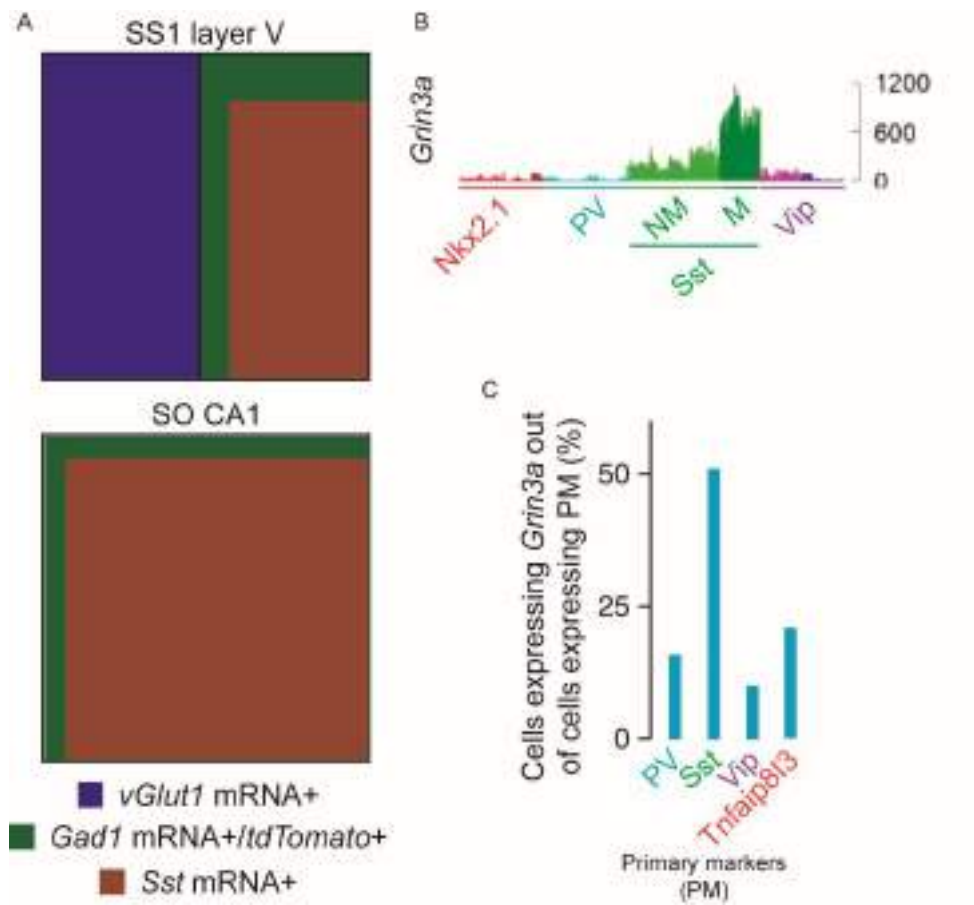 A
SS1 layer V
SO CA1
vGlut1 mRNA+
Gad1 mRNA+/tdTomato+
Sst mRNA+
B
Grin3a
1200
600
0
Nkx2.1
PV
NM
M
Vip
Sst
C
Cells expressing Grin3a out
of cells expressing PM (%)
50
25
0
PV
Sst
Vip
Tnfaip8l3
Primary markers
(PM)